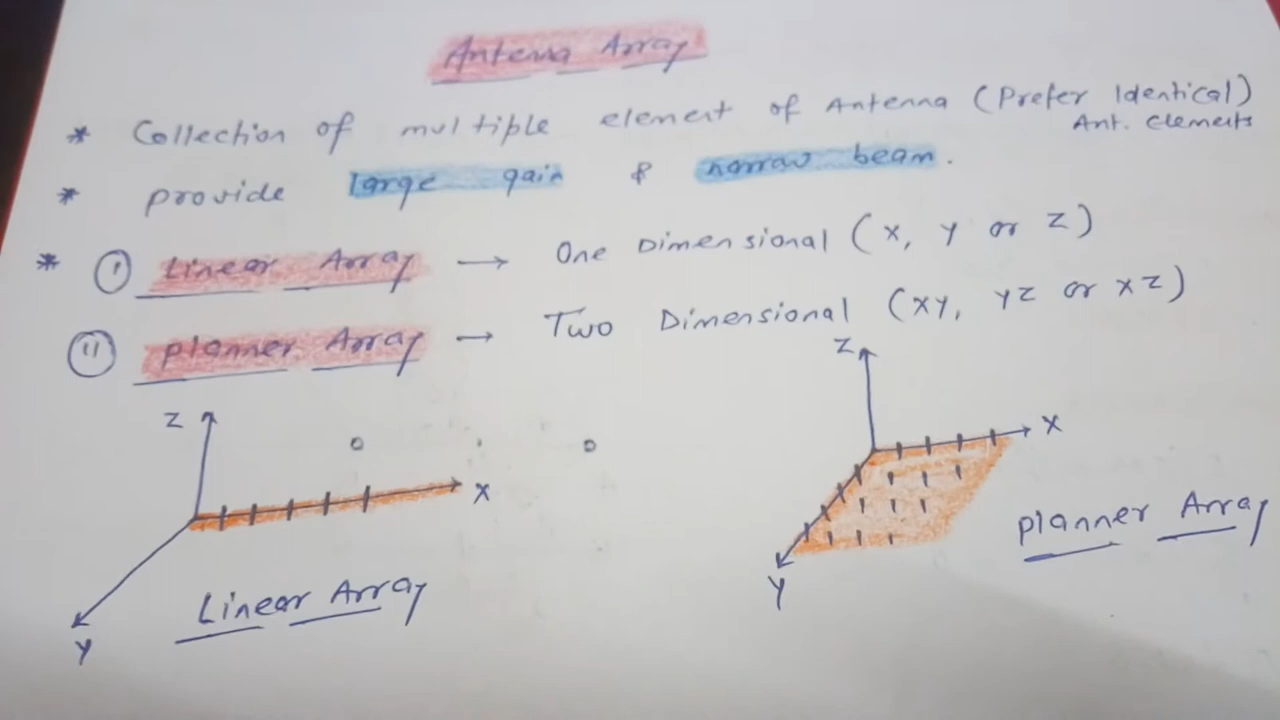 Antenna Array
* Collection of multiple element of Antenna (Prefer Identical)
Ant. Elements
* provide large gain & narrow beam.
* (i) Linear Array → One Dimensional (x, y or z)
(ii) planner Array → Two Dimensional (xy, yz or xz)
Z
X
Y
Linear Array
Z
X
Y
planner Array